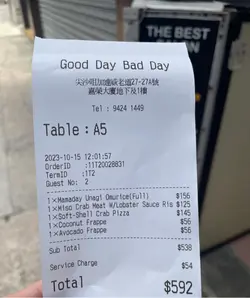 THE BEST
Good Day Bad Day
尖沙咀加連威老道27-27A號
嘉榮大廈地下及1樓
Tel : 9424 1449
Table : A5
2023-10-15 12:01:57
OrderID :11T20028831
TermID :1T2
Guest No: 2
1×Mamaday Unagi Omurice(Full) $156
1×Miso Crab Meat W/Lobster Sauce Ris $125
1×Soft-Shell Crab Pizza $145
1×Coconut Frappe $56
1×Avocado Frappe $56
Sub Total $538
Service Charge $54
Total $592